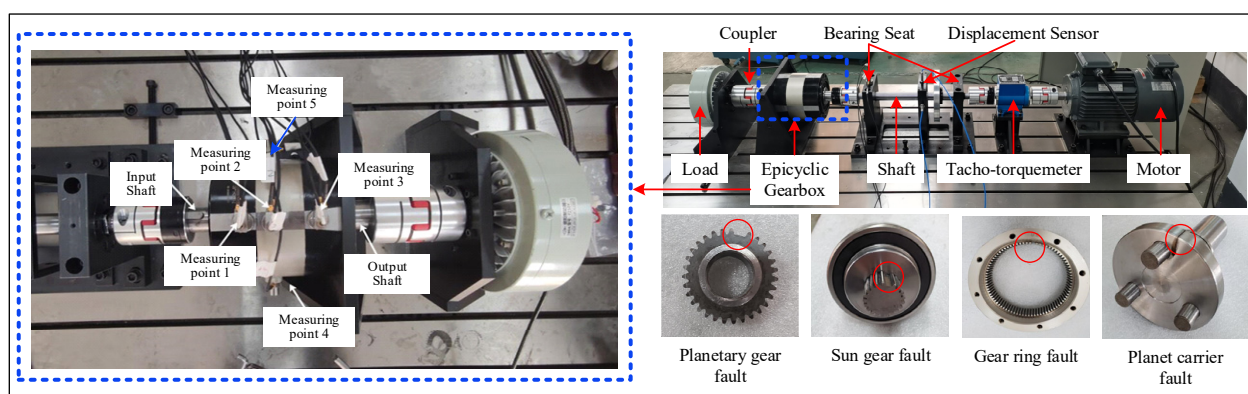 Measuring
point 5
Measuring
point 2
Input
Shaft
Measuring
point 3
Measuring
point 1
Output
Shaft
Measuring
point 4
Coupler
Bearing Seat
Displacement Sensor
Load
Epicyclic
Gearbox
Shaft
Tacho-torquemeter
Motor
Planetary gear
fault
Sun gear fault
Gear ring fault
Planet carrier
fault